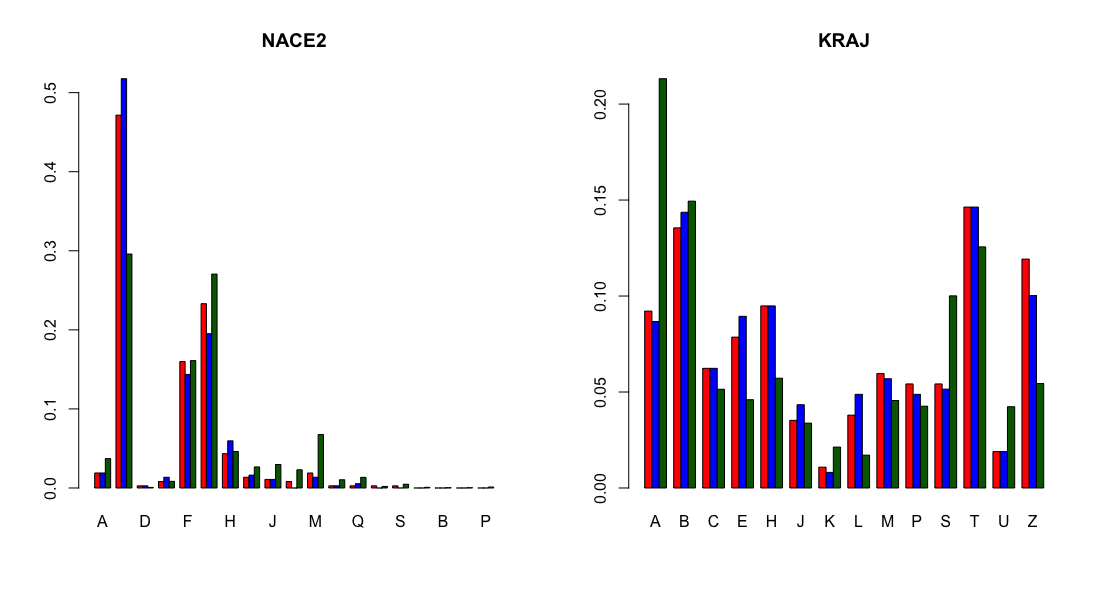 NACE2
0.0 0.1 0.2 0.3 0.4 0.5
A D F H J M Q S B P
KRAJ
0.00 0.05 0.10 0.15 0.20
A B C E H J K L M P S T U Z